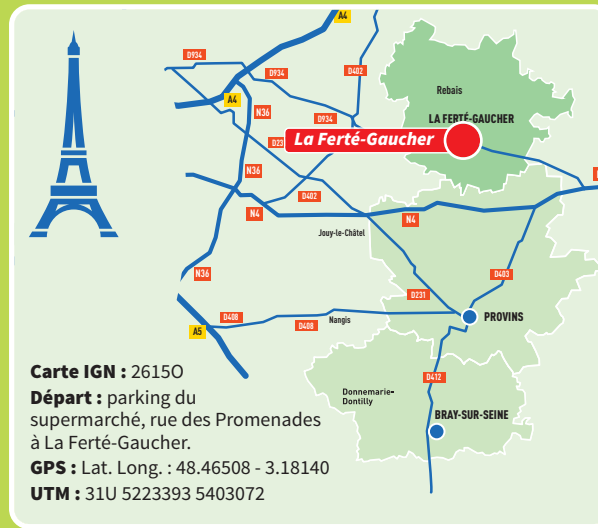 A4
D934
D934
D402
A4
Rebais
N36
D934
LA FERTÉ-GAUCHER
La Ferté-Gaucher
N36
D402
N4
N4
Jouy-le-Châtel
N36
D403
D231
D408
D408
Nangis
PROVINS
A5
D412
Carte IGN : 2615O
Départ : parking du
supermarché, rue des Promenades
à La Ferté-Gaucher.
GPS : Lat. Long. : 48.46508 - 3.18140
UTM : 31U 5223393 5403072
Donnemarie-
Dontilly
BRAY-SUR-SEINE